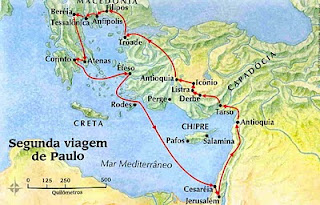 MACEDÔNIA
Beréia
Filipos
Tessalônica
Antípolis
Trôade
Corinto
Atenas
Éfeso
Antioquia
Icônio
Listra
Derbe
CAPADÓCIA
Perge
Tarso
Rodes
Antioquia
CRETA
CHIPRE
Pafos
Salamina
Segunda viagem
de Paulo
Mar Mediterrâneo
0 125 250 500
Quilômetros
Cesaréia
Jerusalém